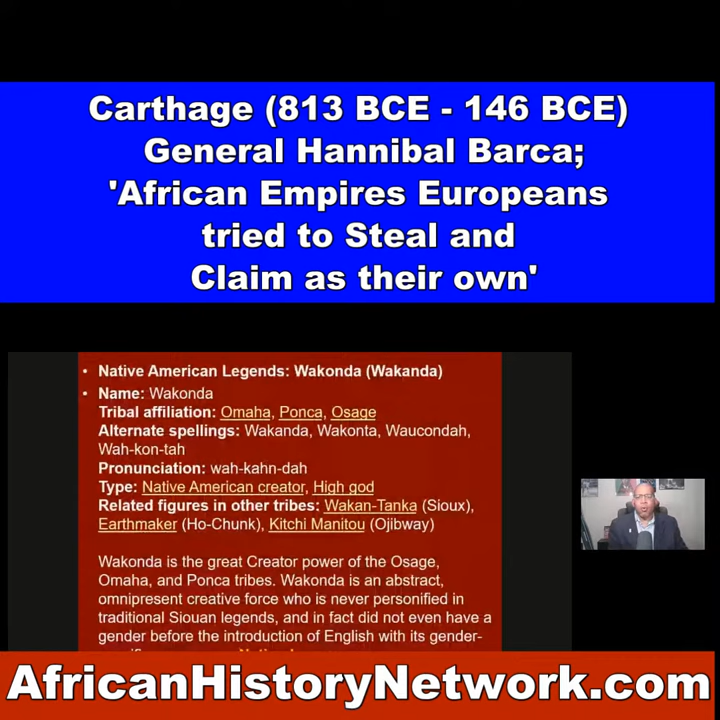 Carthage (813 BCE - 146 BCE)
General Hannibal Barca;
'African Empires Europeans
tried to Steal and
Claim as their own'
• Native American Legends: Wakonda (Wakanda)
• Name: Wakonda
Tribal affiliation: Omaha, Ponca, Osage
Alternate spellings: Wakanda, Wakonta, Waucondah,
Wah-kon-tah
Pronunciation: wah-kahn-dah
Type: Native American creator, High god
Related figures in other tribes: Wakan-Tanka (Sioux),
Earthmaker (Ho-Chunk), Kitchi Manitou (Ojibway)
Wakonda is the great Creator power of the Osage,
Omaha, and Ponca tribes. Wakonda is an abstract,
omnipresent creative force who is never personified in
traditional Siouan legends, and in fact did not even have a
gender before the introduction of English with its gender-
AfricanHistoryNetwork.com